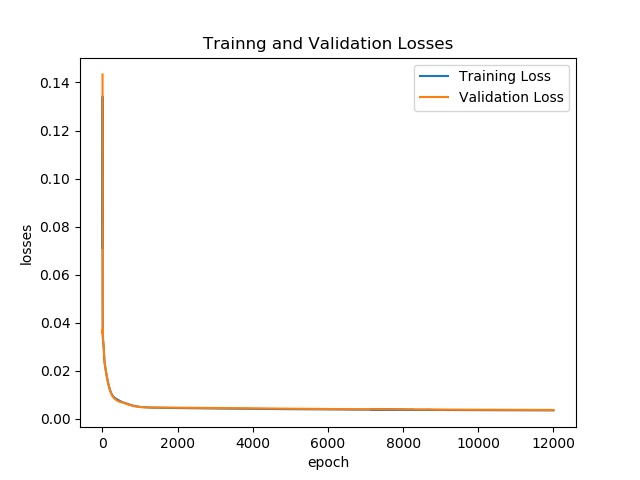 Trainng and Validation Losses
Training Loss
Validation Loss
0.14
0.12
0.10
0.08
0.06
0.04
0.02
0.00
losses
0 2000 4000 6000 8000 10000 12000
epoch